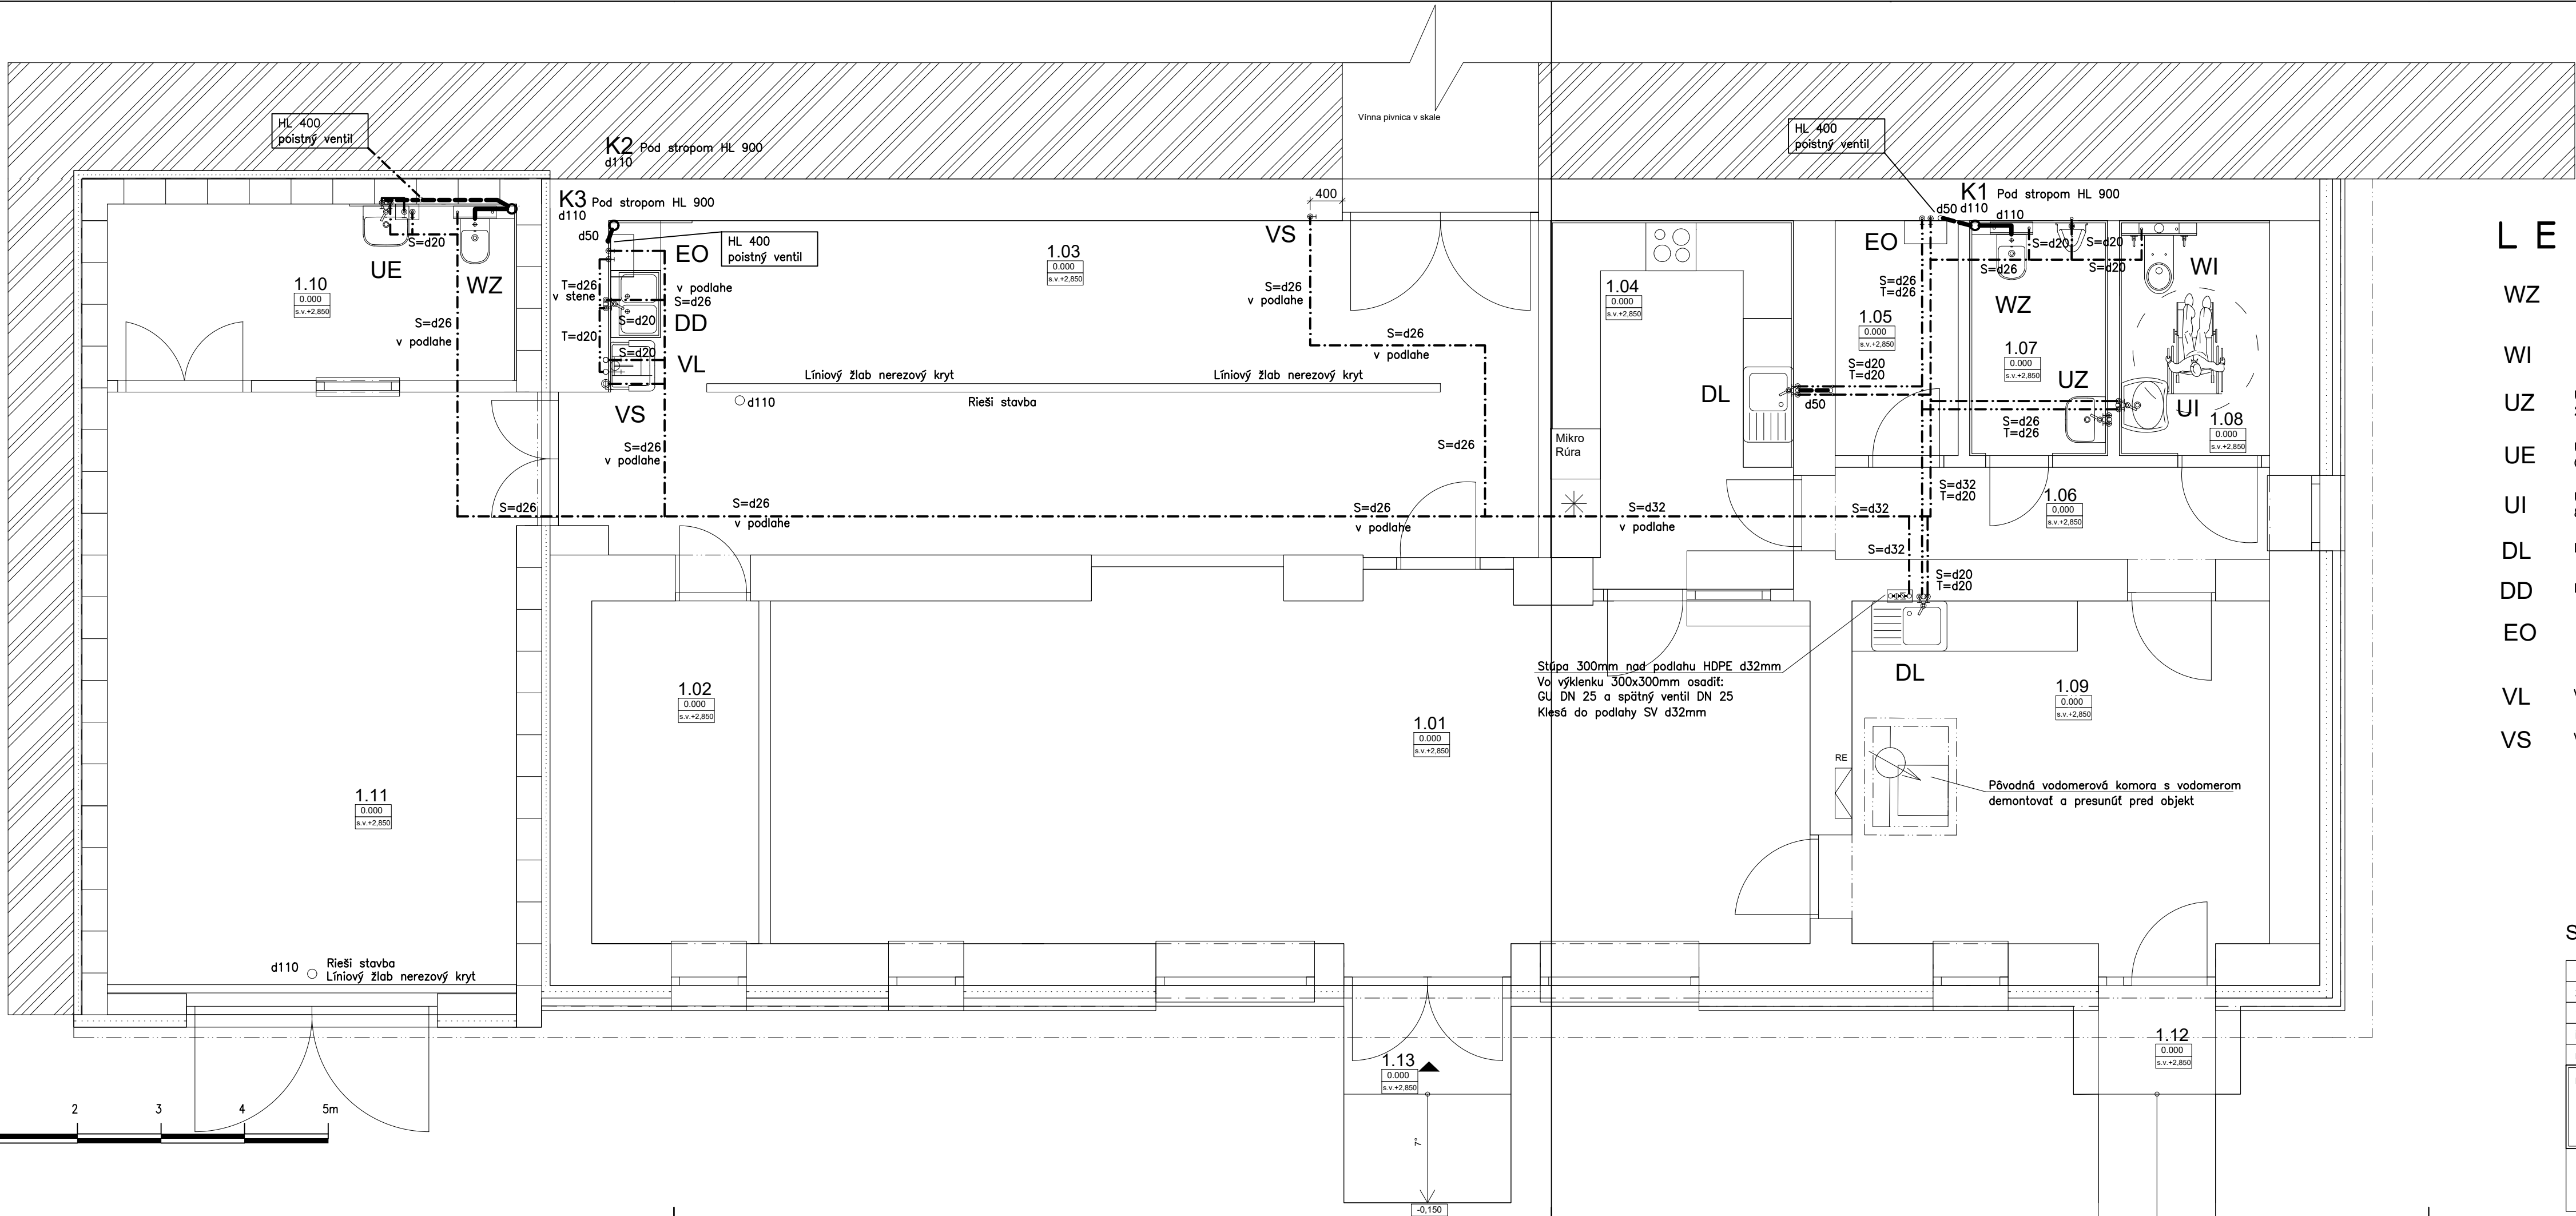 Vínna pivnica v skale
HL 400
poistný ventil
K2 Pod stropom HL 900
d110
K3 Pod stropom HL 900
d110
d50
HL 400
poistný ventil
EO
v podlahe
S=d26
T=d26
v stene
S=d20
DD
T=d20
S=d20
VL
VS
S=d26
v podlahe
S=d20
UE
WZ
1.10
0.000
s.v.+2,850
S=d26
v podlahe
S=d26
1.03
0.000
s.v.+2,850
400
VS
S=d26
v podlahe
S=d26
v podlahe
S=d26
Líniový žlab nerezový kryt
Líniový žlab nerezový kryt
d110
Rieši stavba
S=d26
v podlahe
S=d26
v podlahe
HL 400
poistný ventil
K1 Pod stropom HL 900
d50 d110
d110
EO
S=d20
S=d20
S=d26
S=d20
WI
WZ
S=d26
T=d26
1.04
0.000
s.v.+2,850
1.05
0.000
s.v.+2,850
1.07
0.000
s.v.+2,850
S=d20
T=d20
DL
d50
UZ
UI
1.08
0.000
s.v.+2,850
S=d26
T=d26
Mikro
Rúra
S=d32
v podlahe
S=d32
S=d32
T=d20
1.06
0,000
s.v.+2,850
S=d32
S=d20
T=d20
Stúpa 300mm nad podlahu HDPE d32mm
Vo výklenku 300x300mm osadiť:
GU DN 25 a spätný ventil DN 25
Klesá do podlahy SV d32mm
DL
1.09
0.000
s.v.+2,850
RE
Pôvodná vodomerová komora s vodomerom
demontovať a presunúť pred objekt
1.02
0.000
s.v.+2,850
1.01
0.000
s.v.+2,850
1.11
0.000
s.v.+2,850
d110
Rieši stavba
Líniový žlab nerezový kryt
1.13
0.000
s.v.+2,850
7°
-0,150
1.12
0.000
s.v.+2,850
2 3 4 5m
L E
WZ
WI
UZ
UE
UI
DL
DD
EO
VL
VS
S